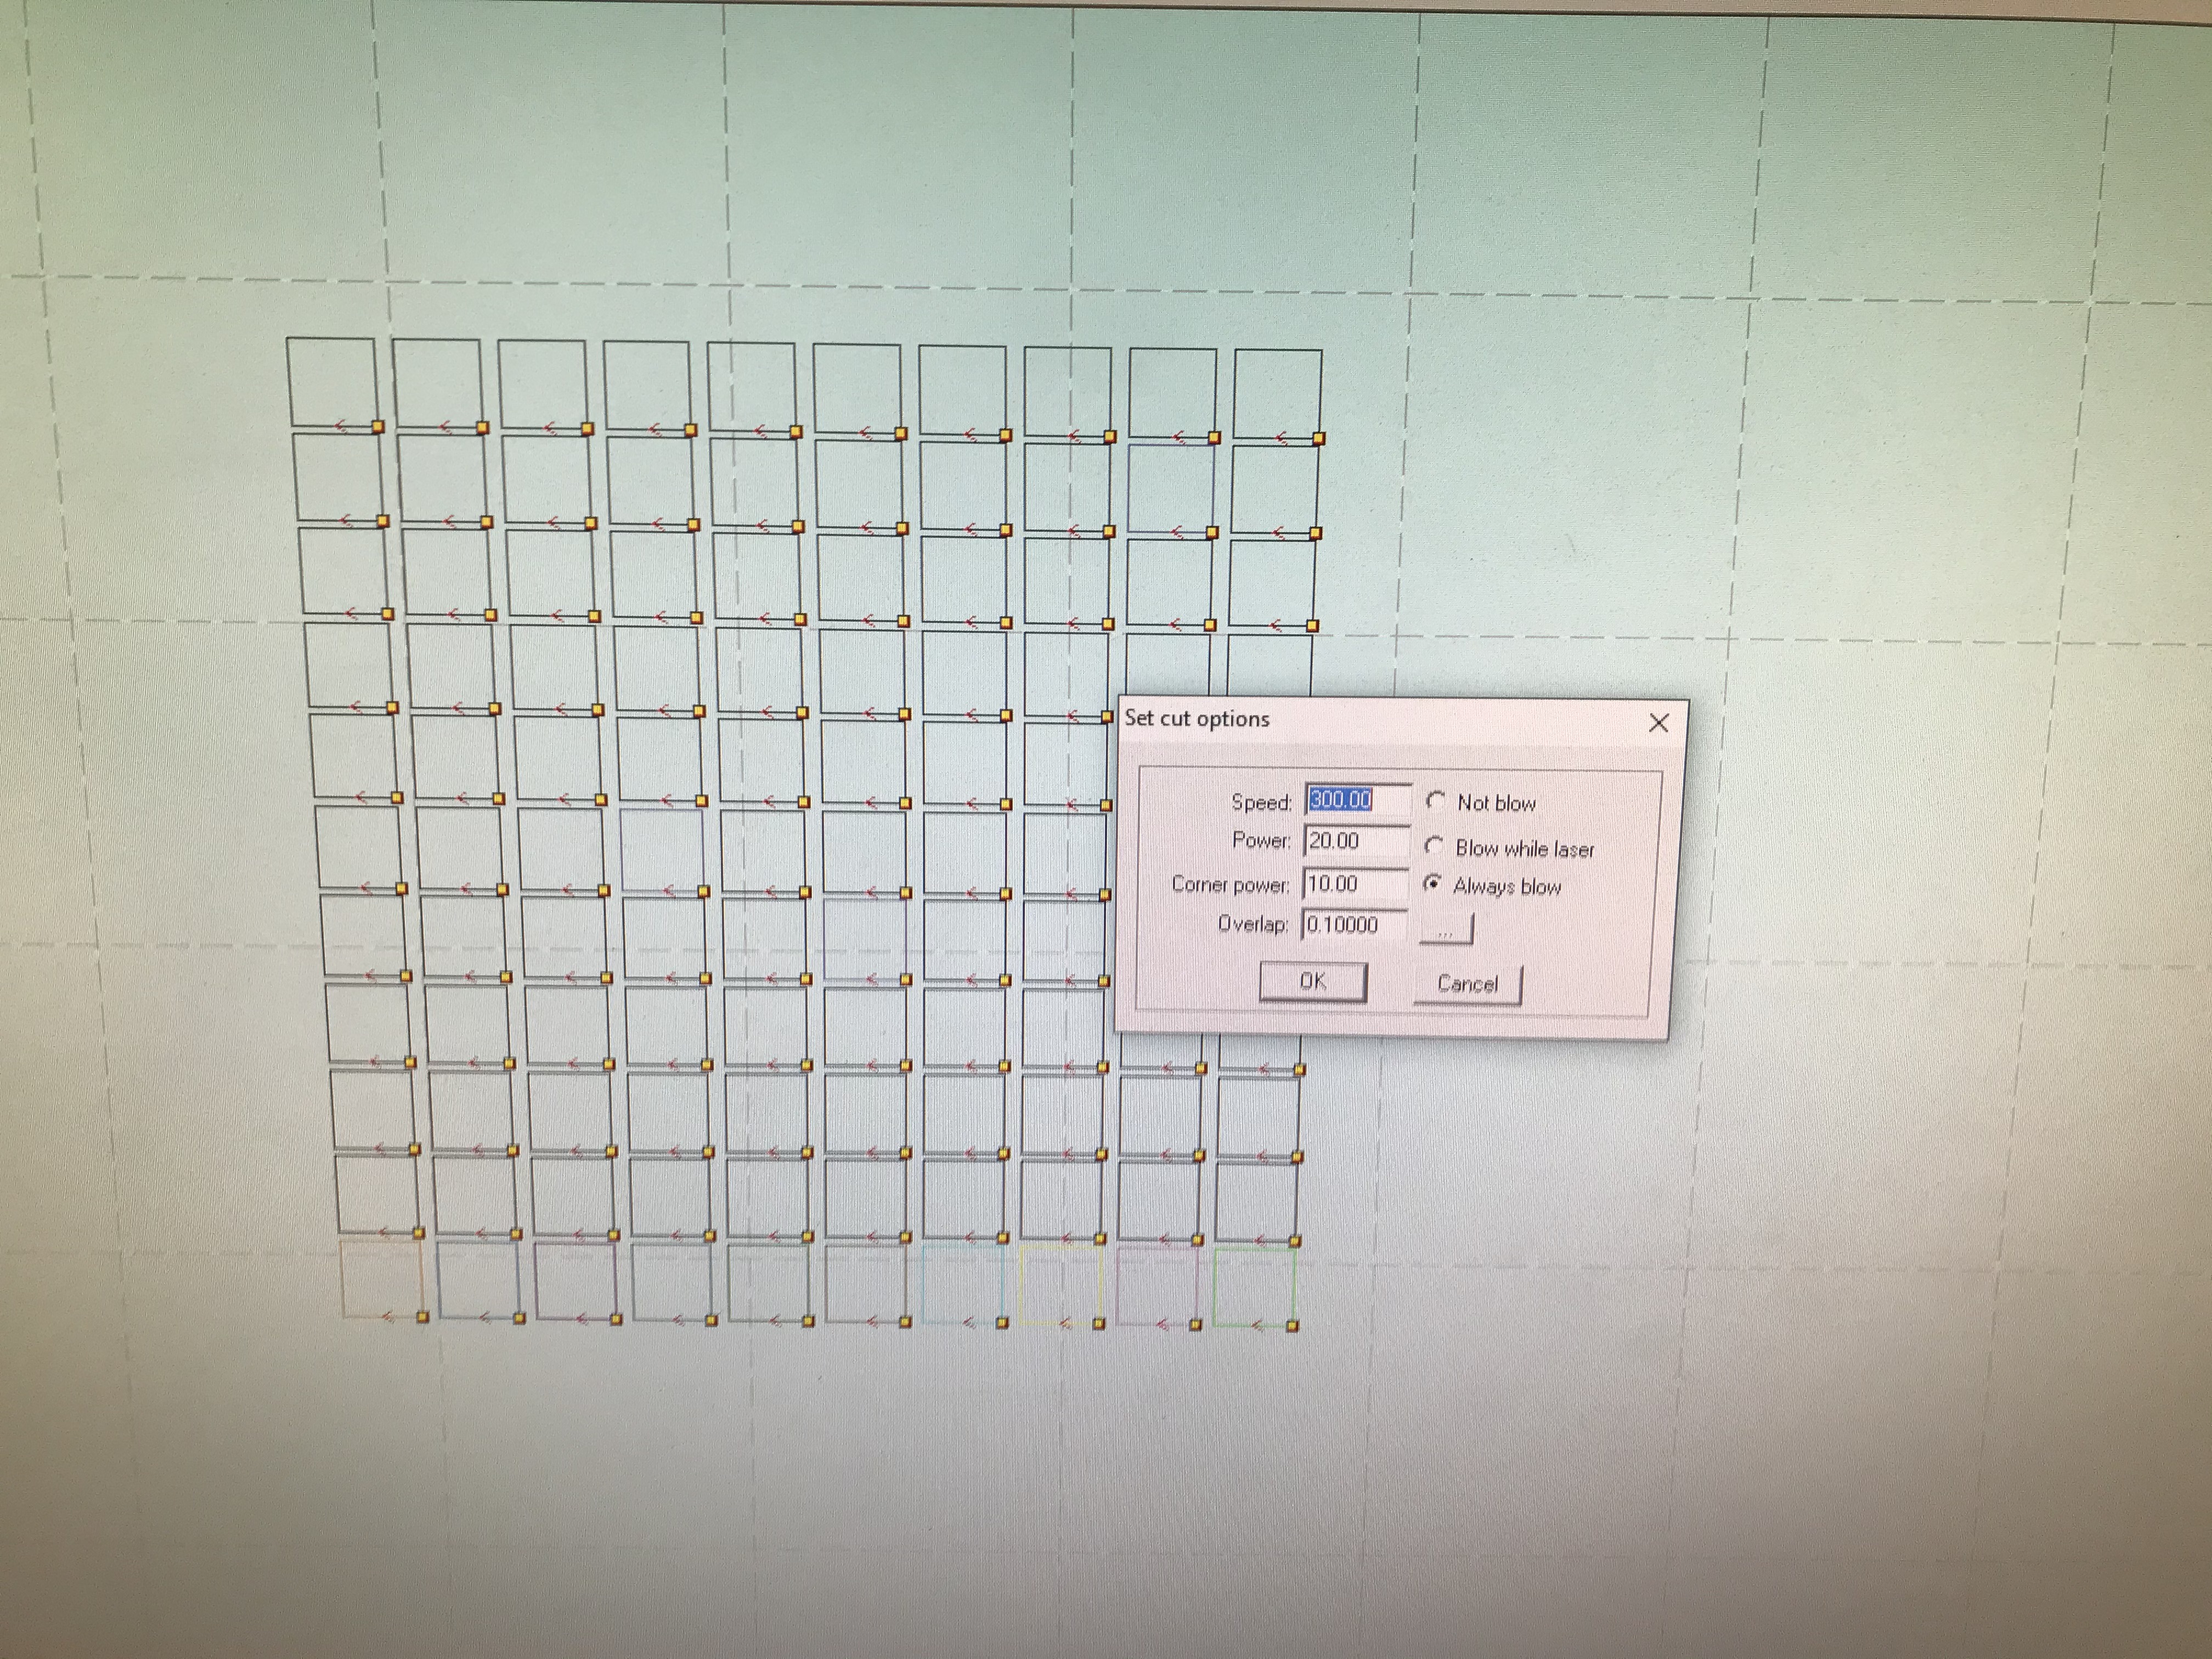 Set cut options
Speed: 300.00 Not blow
Power: 20.00 Blow while laser
Corner power: 10.00 Always blow
Overlap: 0.10000 ...
OK Cancel